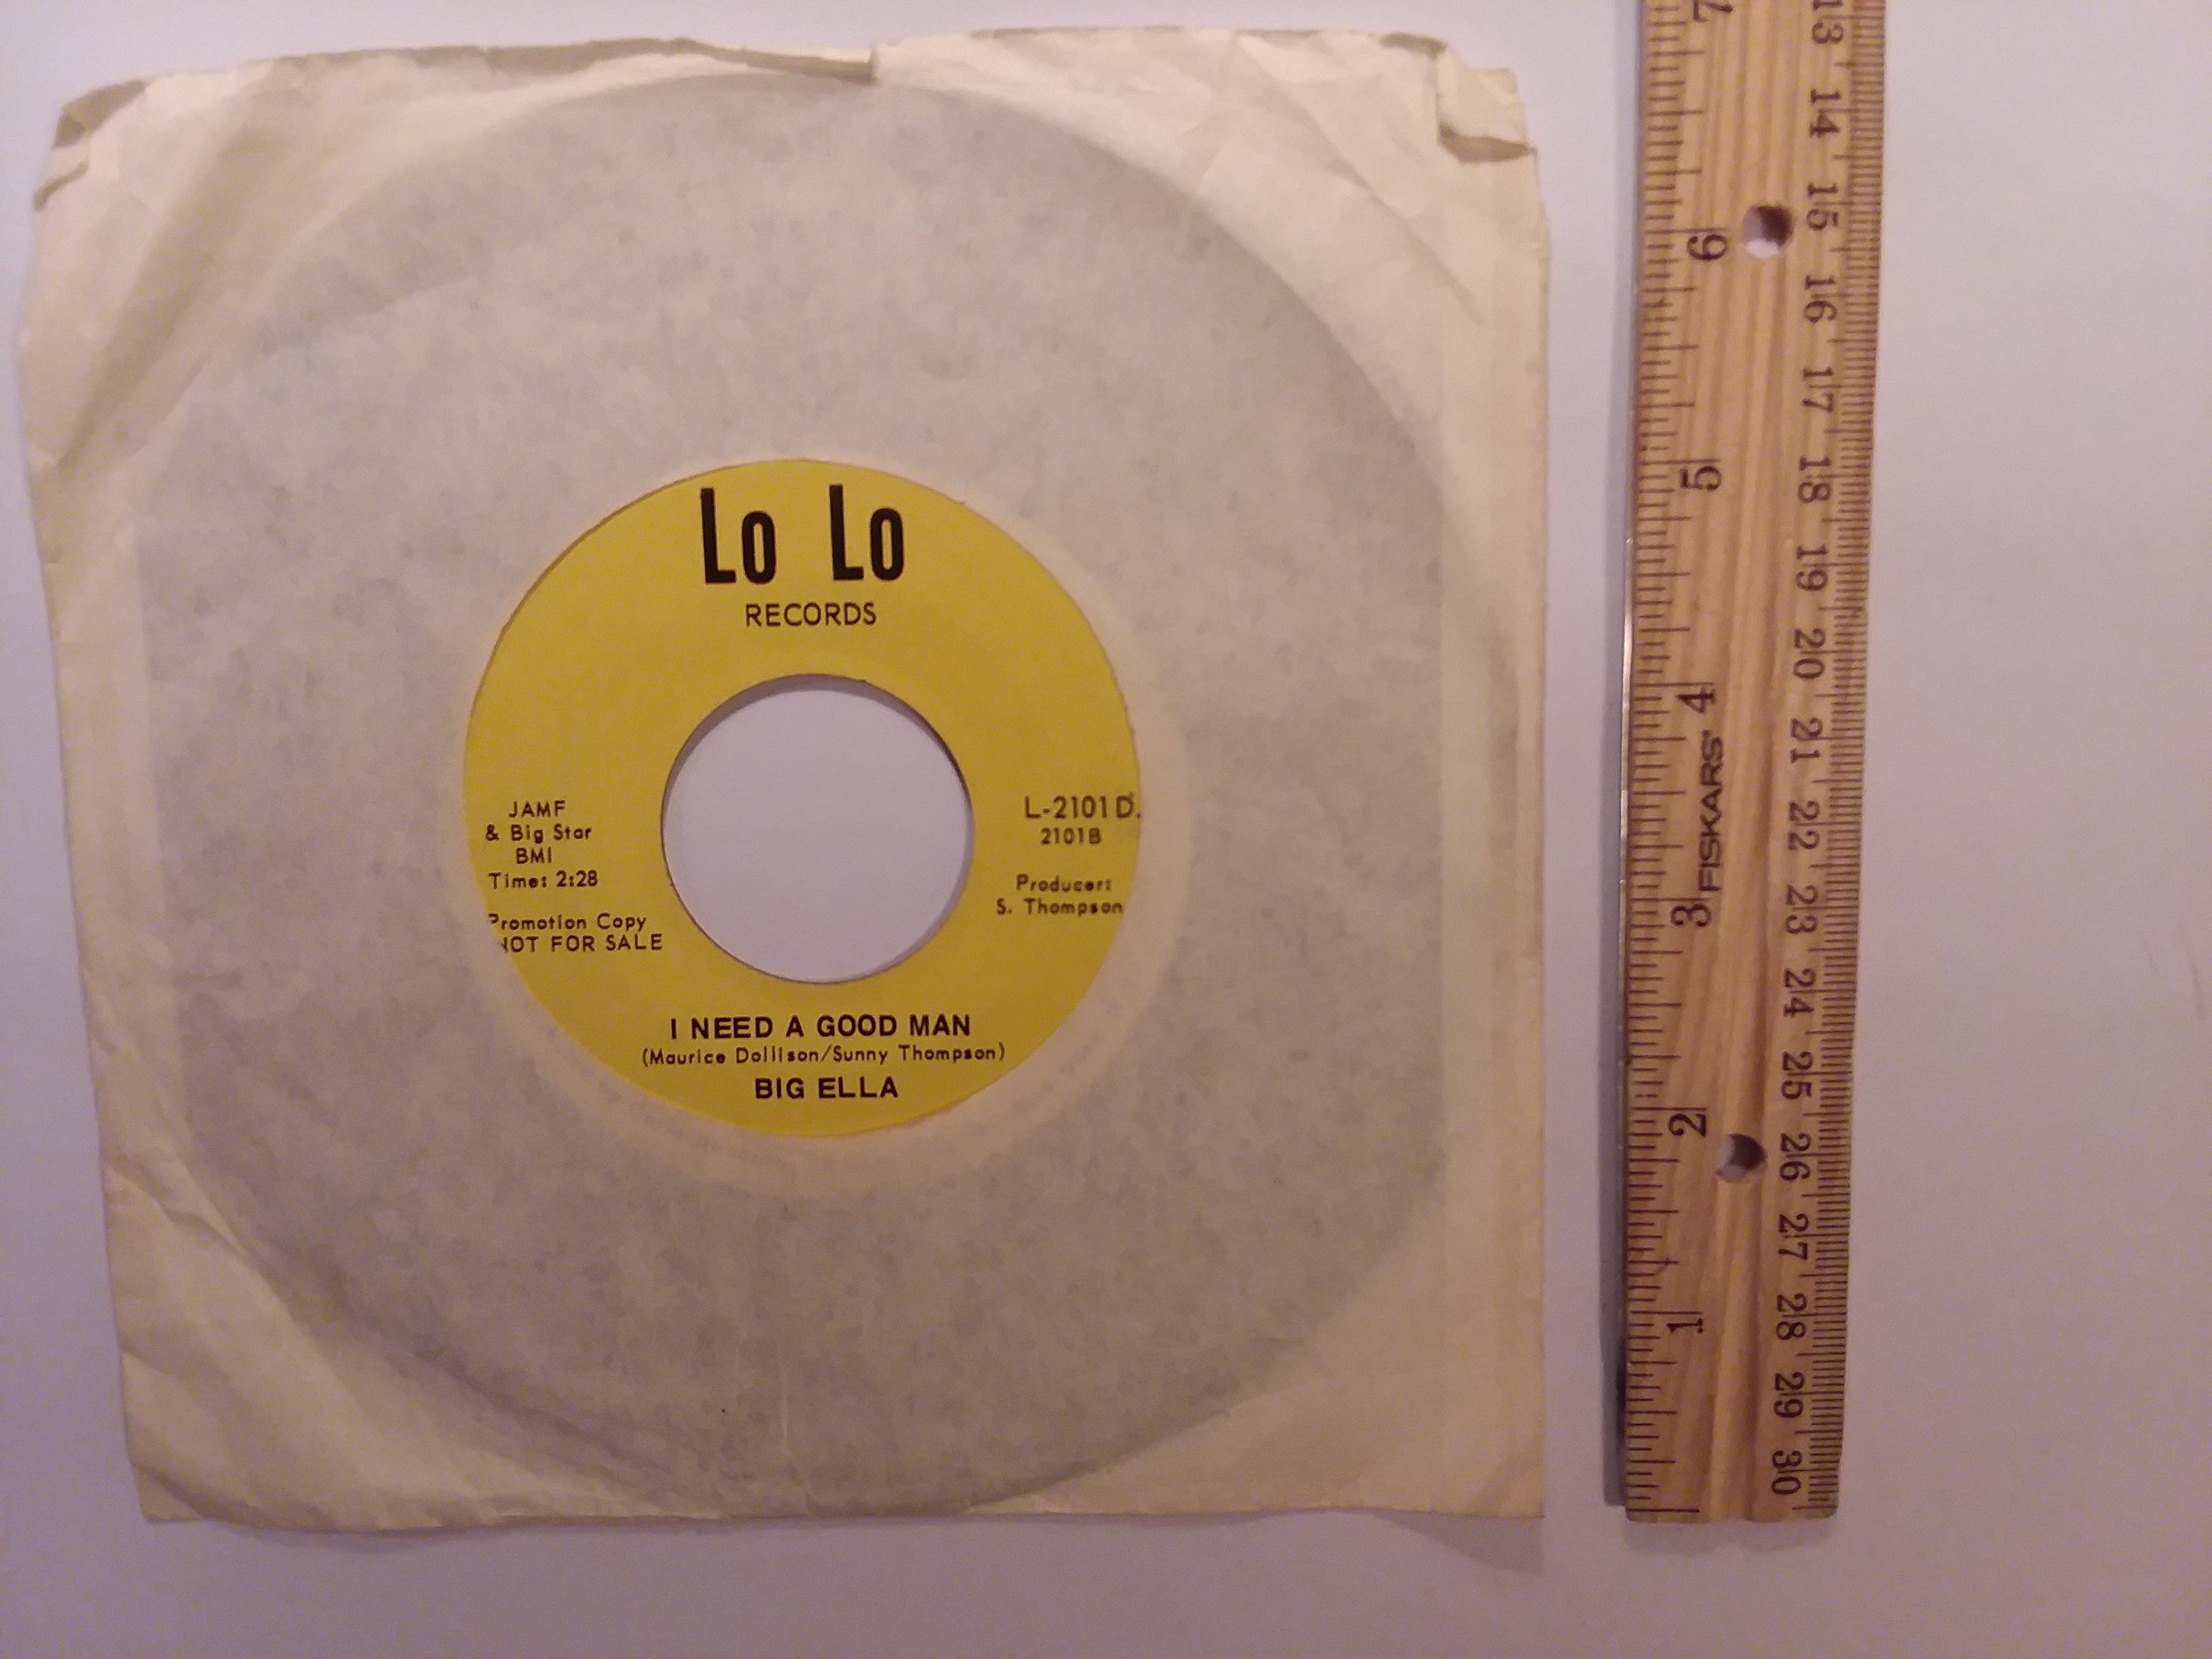 Lo Lo
RECORDS
JAMF
& Big Star
BMI
Time: 2:28
Promotion Copy
NOT FOR SALE
L-2101 D.
2101B
Producer:
S. Thompson
I NEED A GOOD MAN
(Maurice Dollison/Sunny Thompson)
BIG ELLA
7
6
5
4
FISKARS
3
2
1
13
14
15
16
17
18
19
20
21
22
23
24
25
26
27
28
29
30